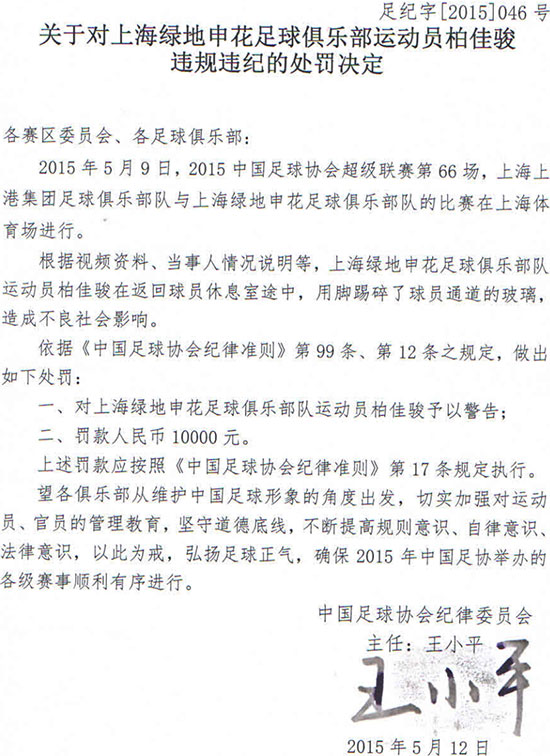 足纪字[2015]046号
关于对上海绿地申花足球俱乐部运动员柏佳骏
违规违纪的处罚决定
各赛区委员会、各足球俱乐部：
2015年5月9日，2015中国足球协会超级联赛第66场，上海上
港集团足球俱乐部队与上海绿地申花足球俱乐部队的比赛在上海体
育场进行。
根据视频资料、当事人情况说明等，上海绿地申花足球俱乐部队
运动员柏佳骏在返回球员休息室途中，用脚踢碎了球员通道的玻璃，
造成不良社会影响。
依据《中国足球协会纪律准则》第99条、第12条之规定，做出
如下处罚：
一、对上海绿地申花足球俱乐部队运动员柏佳骏予以警告；
二、罚款人民币10000元。
上述罚款应按照《中国足球协会纪律准则》第17条规定执行。
望各俱乐部从维护中国足球形象的角度出发，切实加强对运动
员、官员的管理教育，坚守道德底线，不断提高规则意识、自律意识、
法律意识，以此为戒，弘扬足球正气，确保2015年中国足协举办的
各级赛事顺利有序进行。
中国足球协会纪律委员会
主任：王小平
王小平
2015年5月12日